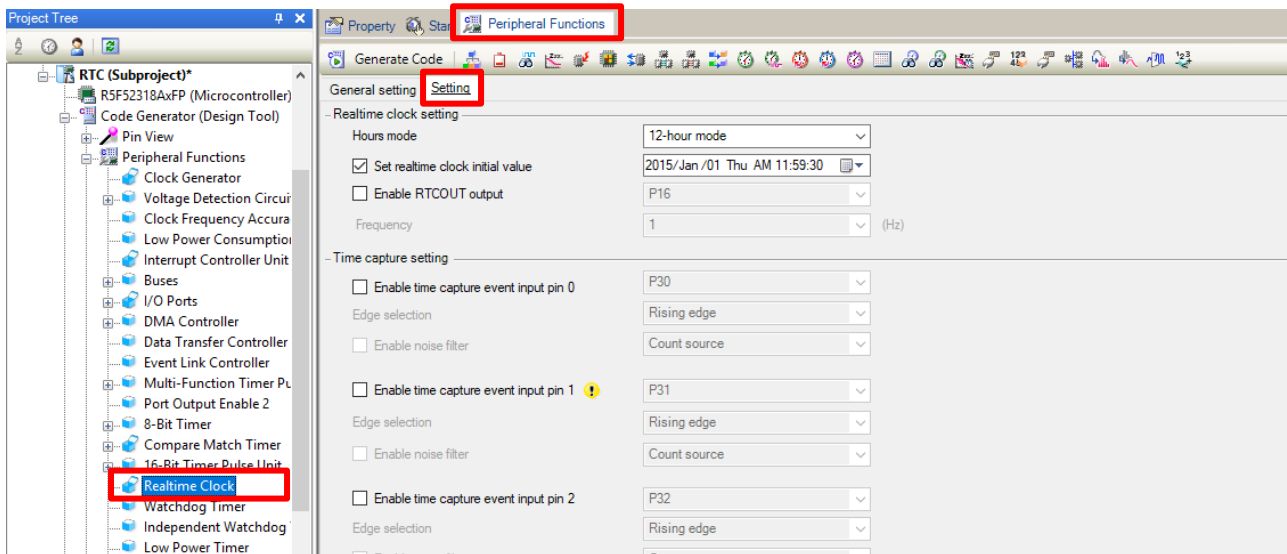 Project Tree
RTC (Subproject)*
R5F52318AxFP (Microcontroller)
Code Generator (Design Tool)
Pin View
Peripheral Functions
Clock Generator
Voltage Detection Circui
Clock Frequency Accura
Low Power Consumption
Interrupt Controller Unit
Buses
I/O Ports
DMA Controller
Data Transfer Controller
Event Link Controller
Multi-Function Timer Pu
Port Output Enable 2
8-Bit Timer
Compare Match Timer
16-Bit Timer Pulse Unit
Realtime Clock
Watchdog Timer
Independent Watchdog
Low Power Timer
Property Star Peripheral Functions
Generate Code
General setting Setting
Realtime clock setting
Hours mode 12-hour mode
Set realtime clock initial value 2015/Jan /01 Thu AM 11:59:30
Enable RTCOUT output P16
Frequency 1 (Hz)
Time capture setting
Enable time capture event input pin 0 P30
Edge selection Rising edge
Enable noise filter Count source
Enable time capture event input pin 1 P31
Edge selection Rising edge
Enable noise filter Count source
Enable time capture event input pin 2 P32
Edge selection Rising edge